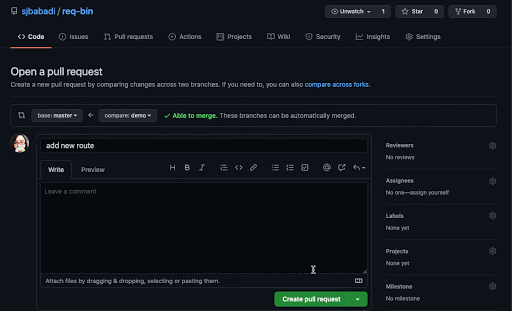 sjbabadi / req-bin
Unwatch 1
Star 0
Fork 0
Code
Issues
Pull requests
Actions
Projects
Wiki
Security
Insights
Settings
Open a pull request
Create a new pull request by comparing changes across two branches. If you need to, you can also compare across forks.
base: master
compare: demo
Able to merge. These branches can be automatically merged.
add new route
Write
Preview
H B I
Leave a comment
Attach files by dragging & dropping, selecting or pasting them.
Create pull request
Reviewers
No reviews
Assignees
No one—assign yourself
Labels
None yet
Projects
None yet
Milestone
No milestone